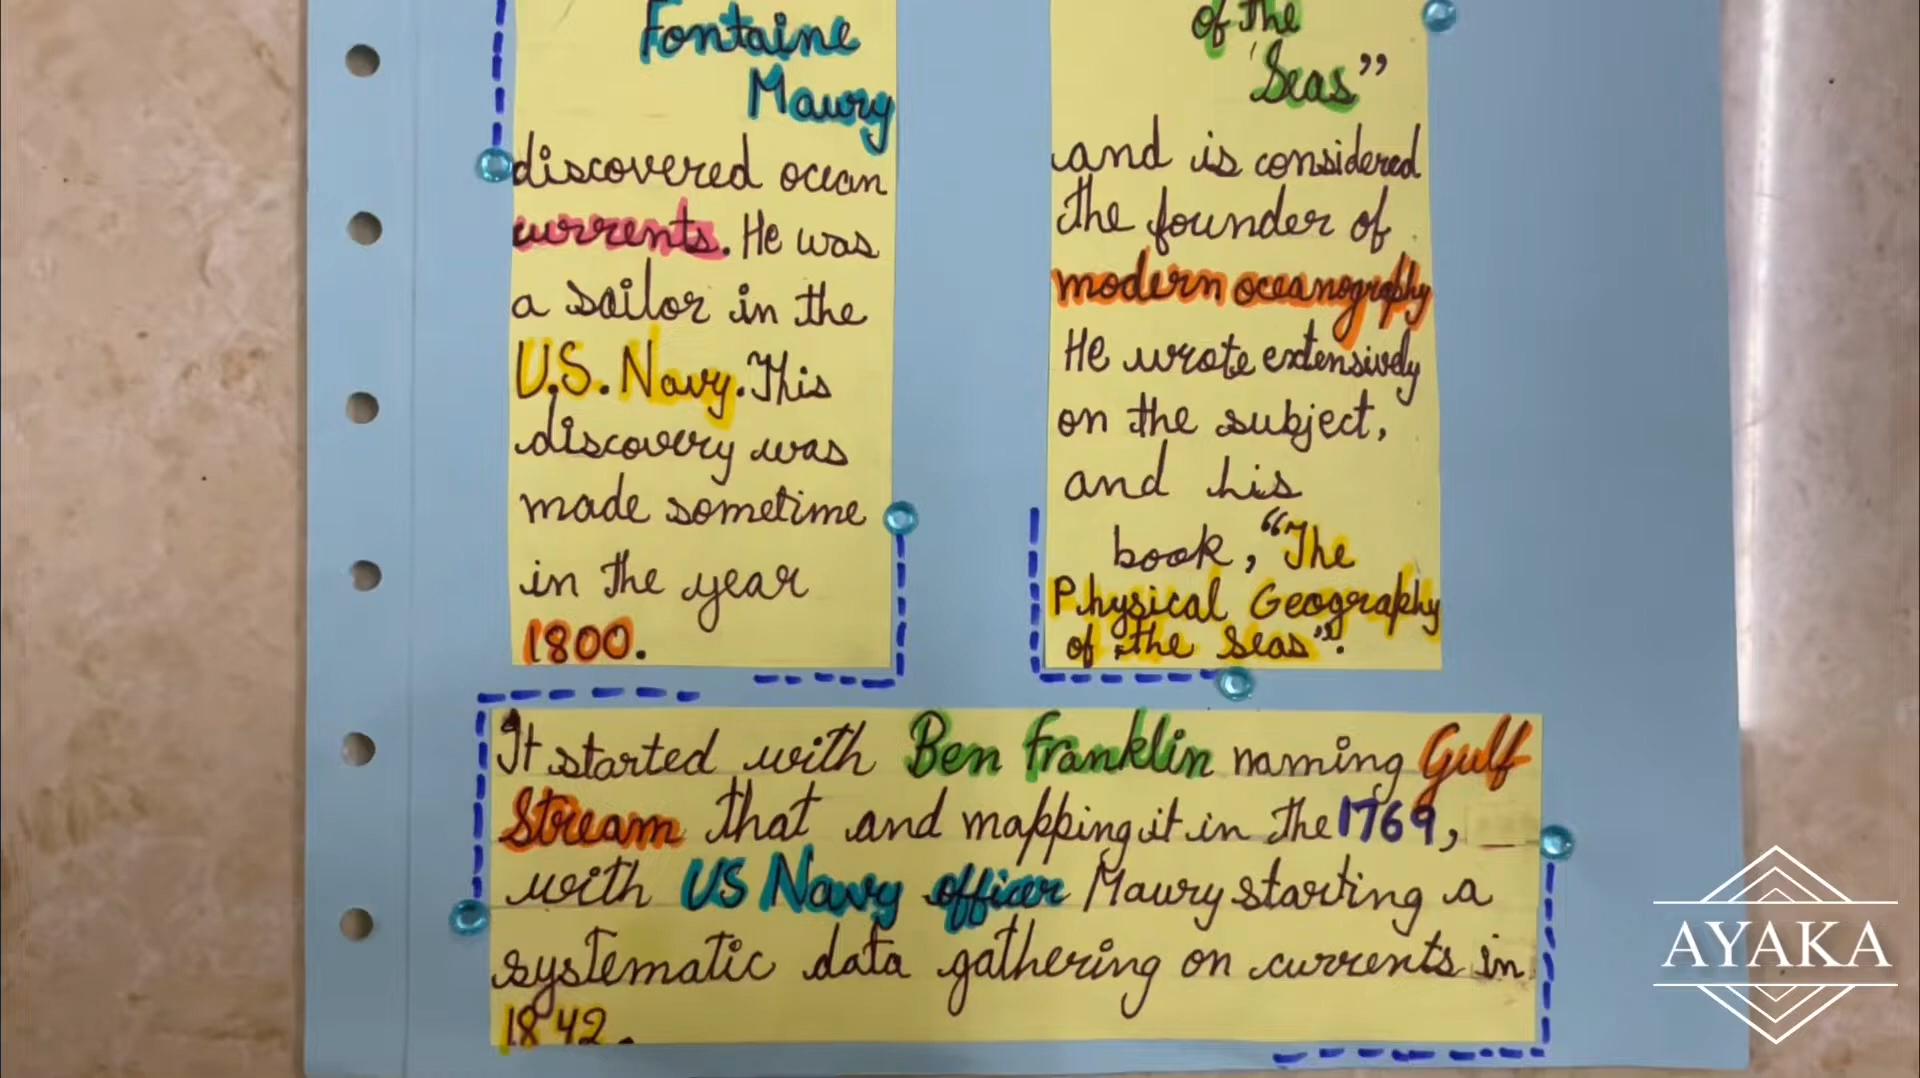 Fontaine
Maury
discovered ocean
currents. He was
a sailor in the
U.S. Navy. This
discovery was
made sometime
in the year
1800.
of the
Seas”
and is considered
the founder of
modern oceanography
He wrote extensively
on the subject,
and his
book, “The
Physical Geography
of the Seas”.
It started with Ben Franklin naming Gulf
Stream that and mapping it in the 1769,
with US Navy officer Maury starting a
systematic data gathering on currents in
1842.
AYAKA